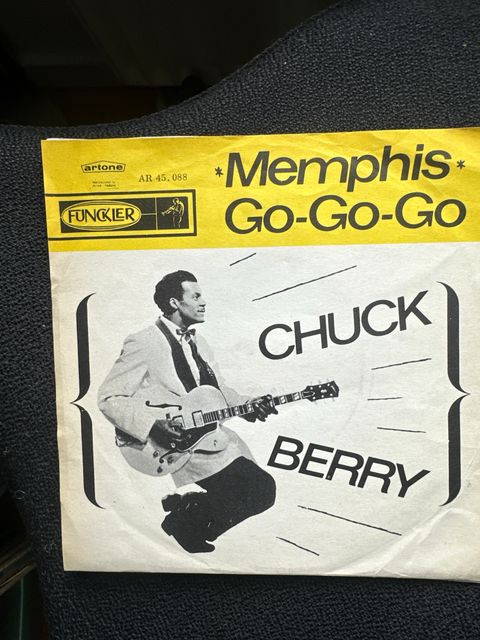 artone
AR 45.088
FUNCKLER
*Memphis*
Go-Go-Go
CHUCK
BERRY